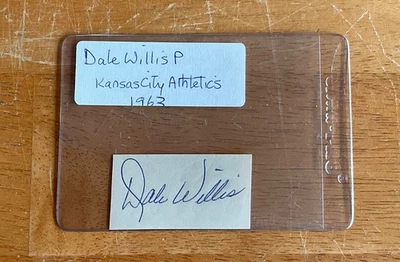 Dale Willis P
Kansas City Athletics
1963
Dale Willis